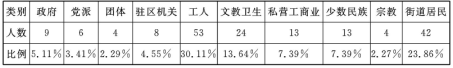 类别 政府 党派 团体 驻区机关 工人 文教卫生 私营工商业 少数民族 宗教 街道居民
人数 9 6 4 8 53 24 13 13 4 42
比例 5.11% 3.41% 2.29% 4.55% 30.11% 13.64% 7.39% 7.39% 2.27% 23.86%